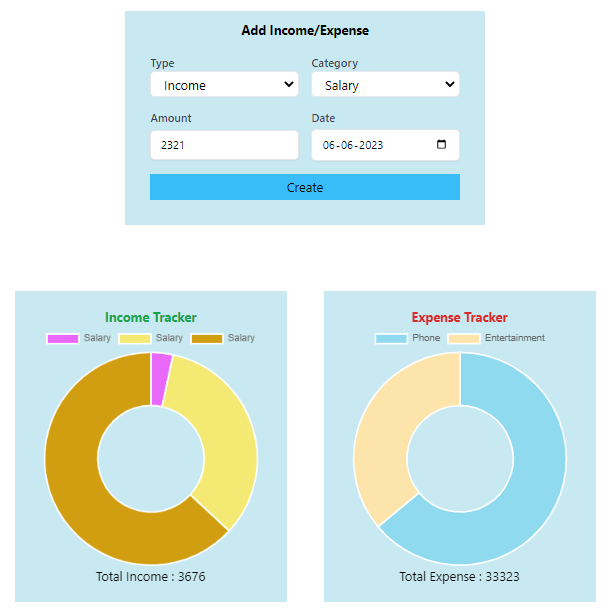 Add Income/Expense
Type Category
Income Salary
Amount Date
2321 06-06-2023
Create
Income Tracker
Salary Salary Salary
Total Income : 3676
Expense Tracker
Phone Entertainment
Total Expense : 33323